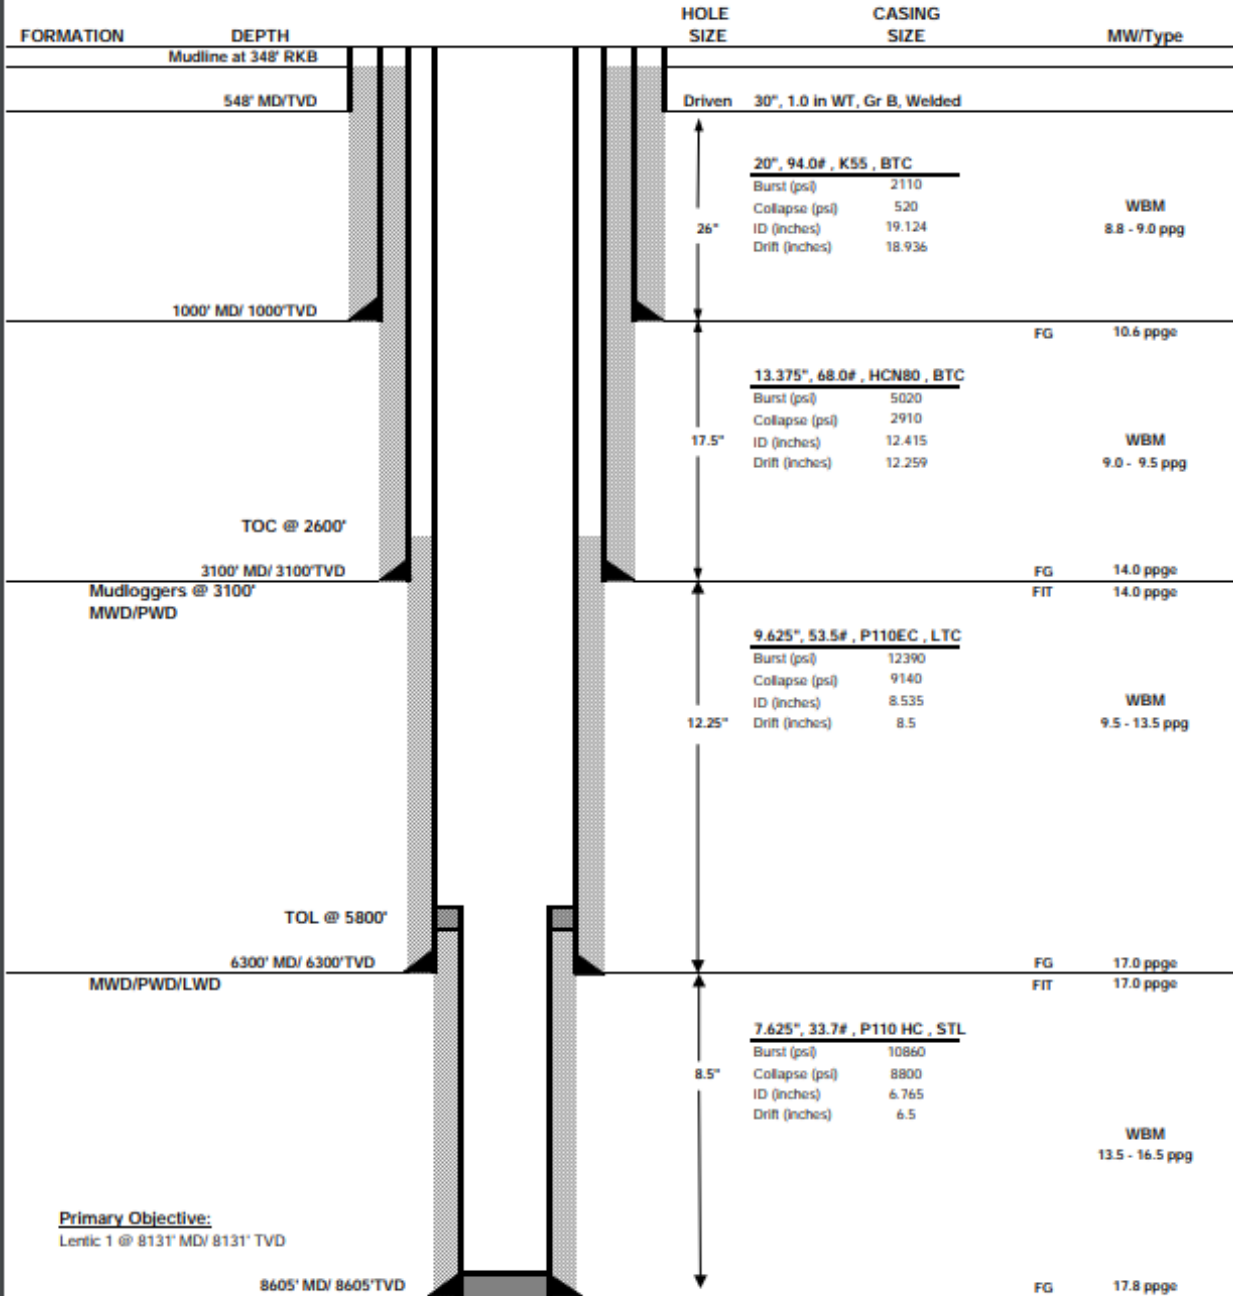 HOLE CASING
FORMATION DEPTH SIZE SIZE MW/Type
Mudline at 348' RKB
548' MD/TVD Driven 30", 1.0 in WT, Gr B, Welded
20", 94.0# , K55 , BTC
Burst (psi) 2110
Collapse (psi) 520 WBM
26" ID (inches) 19.124 8.8 - 9.0 ppg
Drift (inches) 18.936
1000' MD/ 1000'TVD
FG 10.6 ppge
13.375", 68.0# , HCN80 , BTC
Burst (psi) 5020
Collapse (psi) 2910
17.5" ID (inches) 12.415 WBM
Drift (inches) 12.259 9.0 - 9.5 ppg
TOC @ 2600'
3100' MD/ 3100'TVD FG 14.0 ppge
Mudloggers @ 3100' FIT 14.0 ppge
MWD/PWD
9.625", 53.5# , P110EC , LTC
Burst (psi) 12390
Collapse (psi) 9140
ID (inches) 8.535 WBM
12.25" Drift (inches) 8.5 9.5 - 13.5 ppg
TOL @ 5800'
6300' MD/ 6300'TVD FG 17.0 ppge
MWD/PWD/LWD FIT 17.0 ppge
7.625", 33.7# , P110 HC , STL
Burst (psi) 10860
8.5" Collapse (psi) 8800
ID (inches) 6.765
Drift (inches) 6.5
WBM
13.5 - 16.5 ppg
Primary Objective:
Lentic 1 @ 8131' MD/ 8131' TVD
8605' MD/ 8605'TVD FG 17.8 ppge